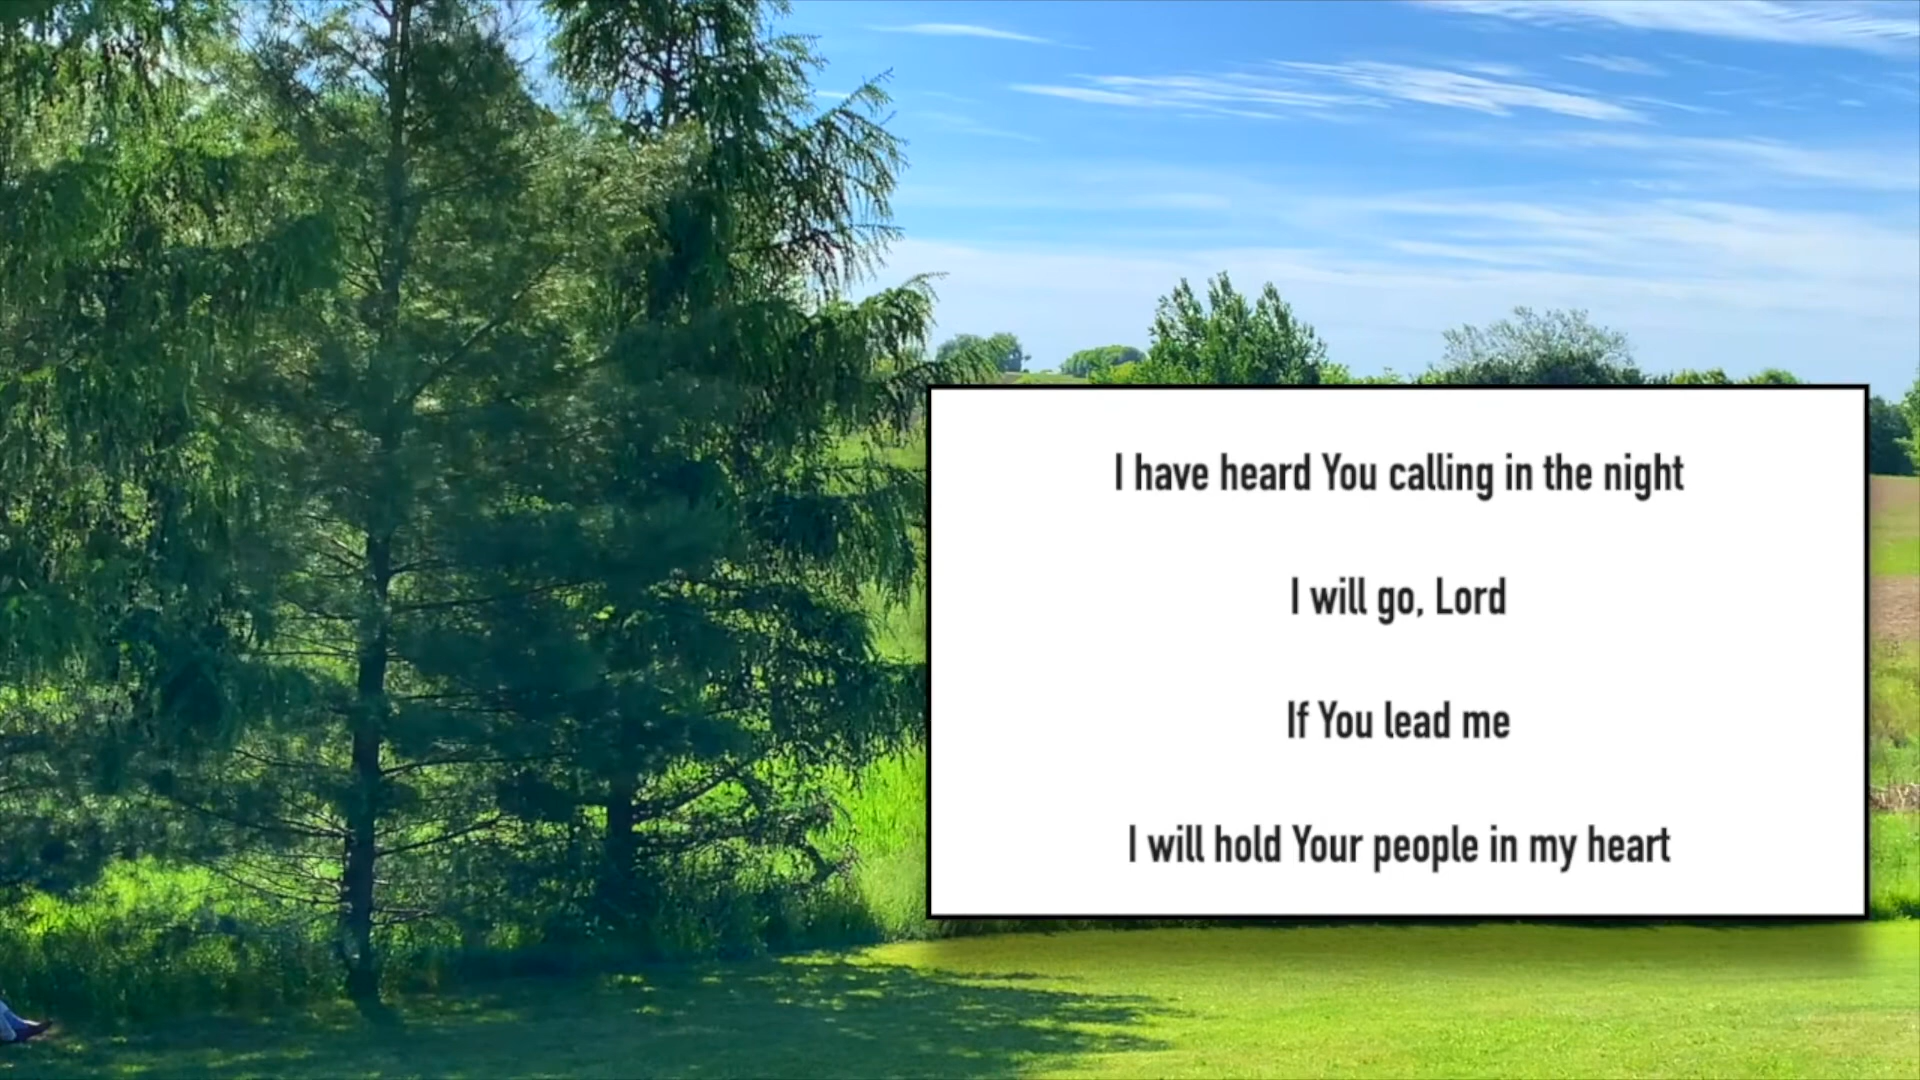 I have heard You calling in the night
I will go, Lord
If You lead me
I will hold Your people in my heart